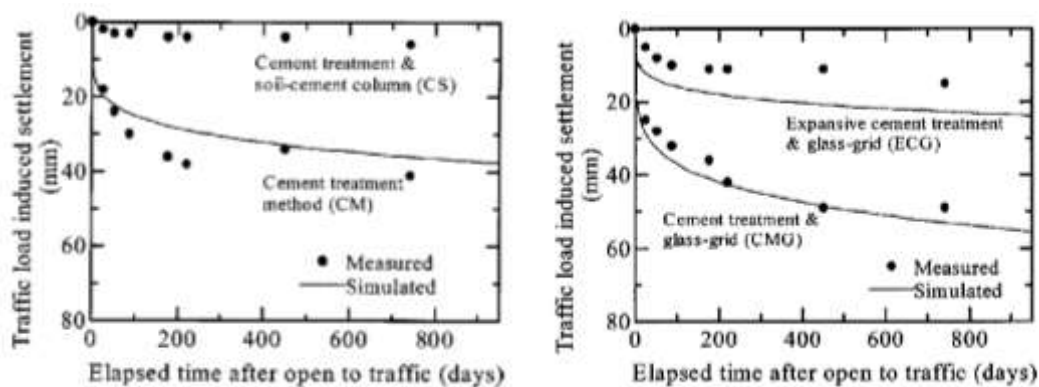 0
20
40
60
80
Traffic load induced settlement
(mm)
Cement treatment &
soil-cement column (CS)
Cement treatment
method (CM)
Measured
Simulated
0 200 400 600 800
Elapsed time after open to traffic (days)
0
20
40
60
80
Traffic load induced settlement
(mm)
Expansive cement treatment
& glass-grid (ECG)
Cement treatment &
glass-grid (CMG)
Measured
Simulated
0 200 400 600 800
Elapsed time after open to traffic (days)